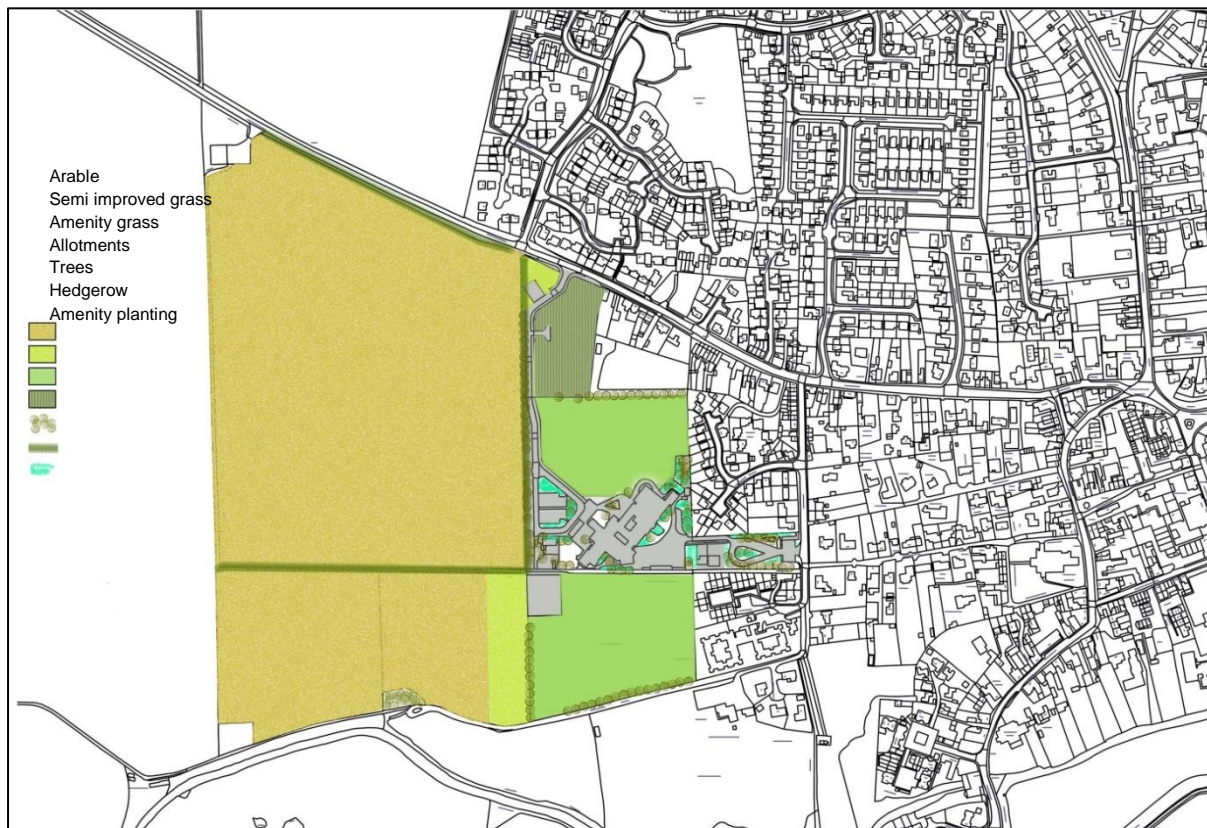 Arable
Semi improved grass
Amenity grass
Allotments
Trees
Hedgerow
Amenity planting